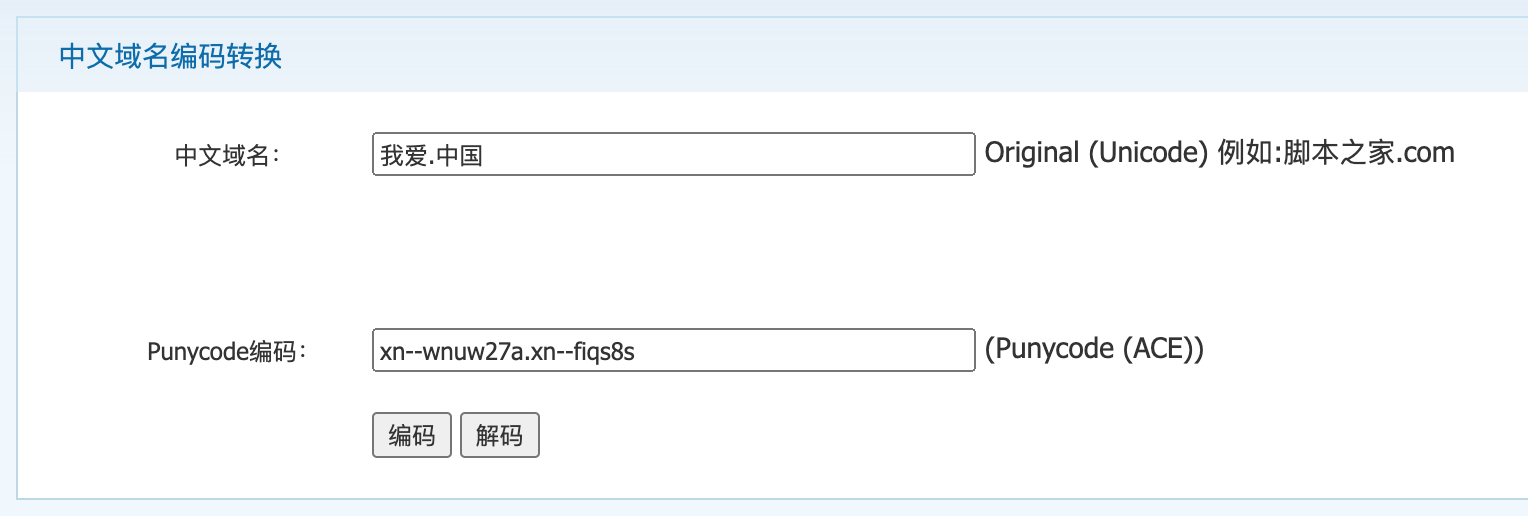 中文域名编码转换
中文域名： 我爱.中国 Original (Unicode) 例如:脚本之家.com
Punycode编码： xn--wnuw27a.xn--fiqs8s (Punycode (ACE))
编码 解码